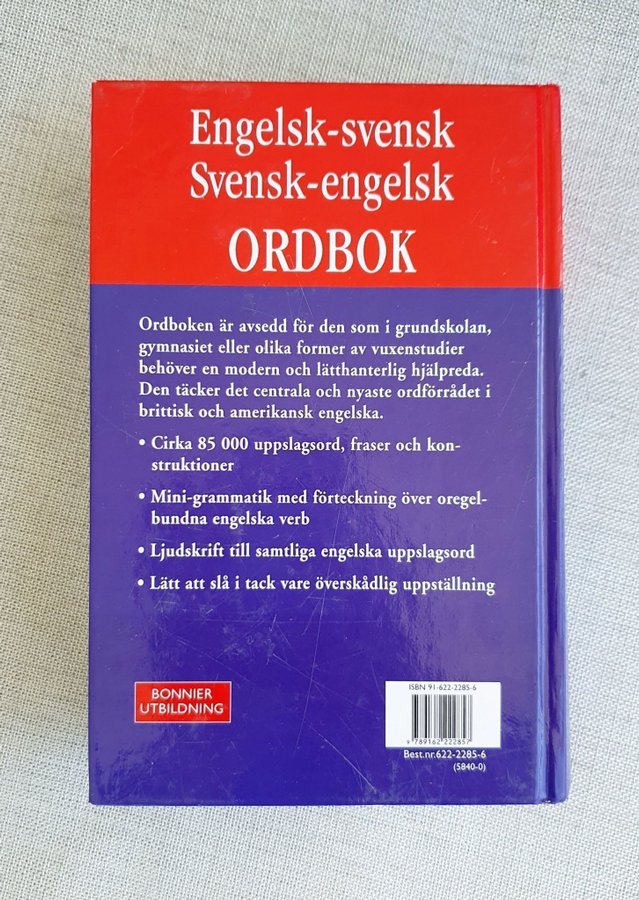 Engelsk-svensk
Svensk-engelsk
ORDBOK
Ordboken är avsedd för den som i grundskolan,
gymnasiet eller olika former av vuxenstudier
behöver en modern och lätthanterlig hjälpreda.
Den täcker det centrala och nyaste ordförrådet i
brittisk och amerikansk engelska.
• Cirka 85 000 uppslagsord, fraser och kon-
struktioner
• Mini-grammatik med förteckning över oregel-
bundna engelska verb
• Ljudskrift till samtliga engelska uppslagsord
• Lätt att slå i tack vare överskådlig uppställning
BONNIER
UTBILDNING
ISBN 91-622-2285-6
9 789162 222857
Best.nr.622-2285-6
(5840-0)